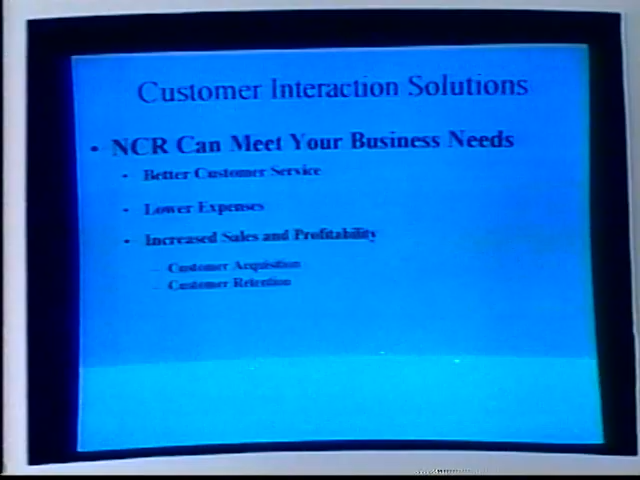 Customer Interaction Solutions
• NCR Can Meet Your Business Needs
• Better Customer Service
• Lower Expenses
• Increased Sales and Profitability
– Customer Acquisition
– Customer Retention